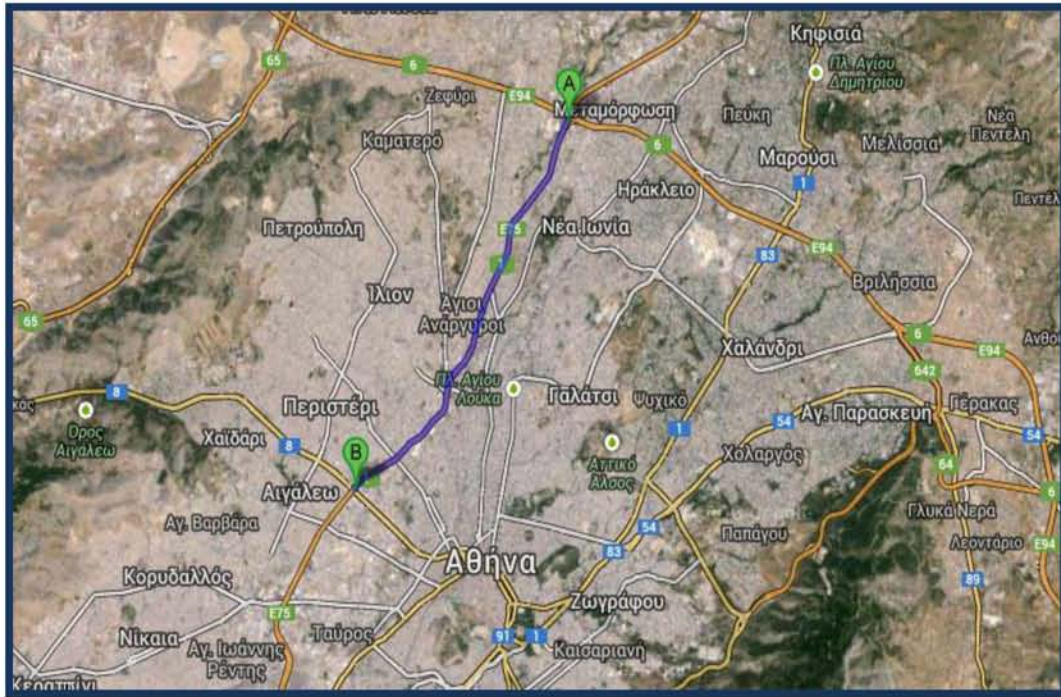 65
6
Ζεφύρι
E94
A
Μεταμόρφωση
Κηφισιά
Πλ. Αγίου
Δημητρίου
Πεύκη
Νέα
Πεντέλη
Καματερό
6
Μελίσσια
Μαρούσι
1
Ηράκλειο
Πετρούπολη
E75
Νέα Ιωνία
E94
83
Βριλήσσια
Ίλιον
Άγιοι
Ανάργυροι
65
6
E94
Χαλάνδρι
642
8
Πλ. Αγίου
Λουκά
Γαλάτσι
Ψυχικό
Περιστέρι
Όρος
Αιγάλεω
Χαϊδάρι
8
1
54
Αγ. Παρασκευή
Γέρακας
54
B
Αττικό
Άλσος
Χολαργός
Αιγάλεω
64
6
Αγ. Βαρβάρα
54
Παπάγου
Γλυκά Νερά
Λεοντάριο
E94
Αθήνα
83
Κορυδαλλός
89
Ζωγράφου
E75
Νίκαια
Ταύρος
91
1
Καισαριανή
Αγ. Ιωάννης
Ρέντης